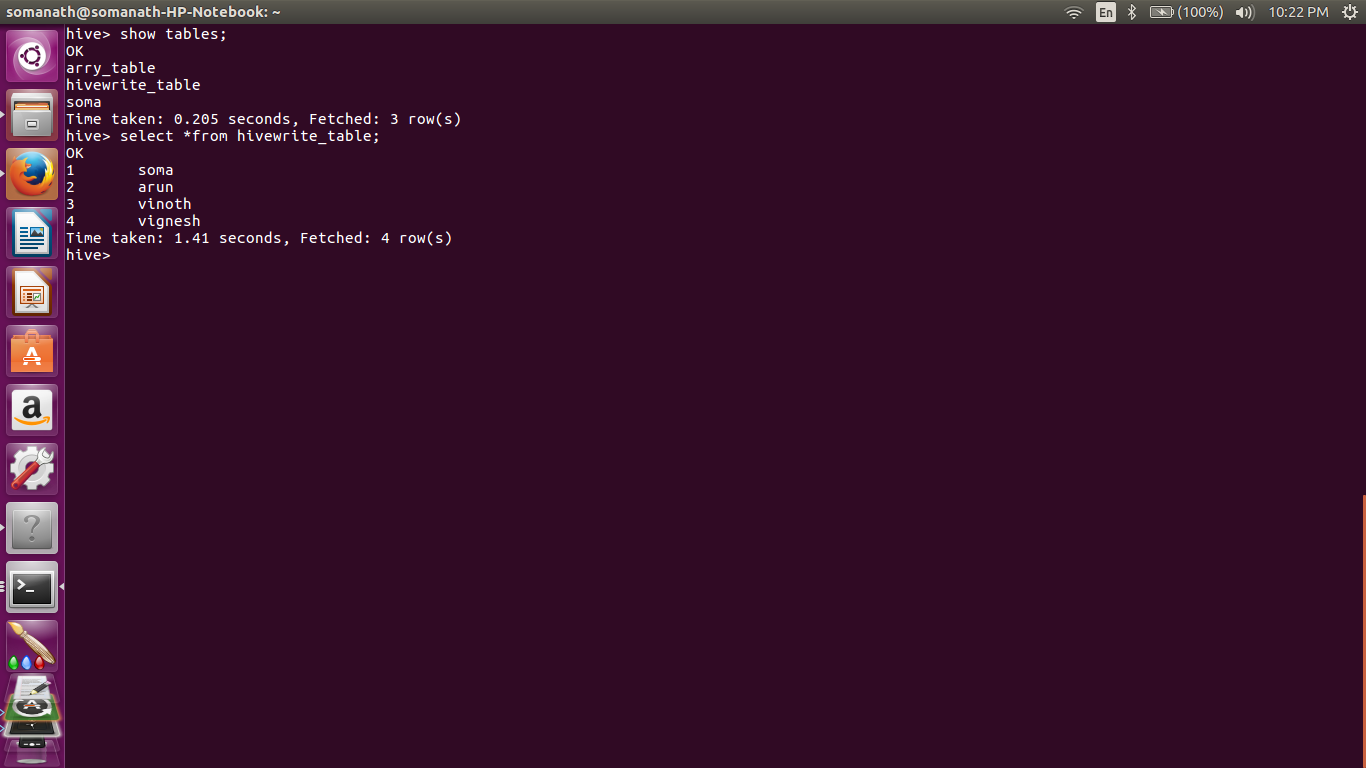 somanath@somanath-HP-Notebook: ~
En
(100%)
10:22 PM
hive> show tables;
OK
arry_table
hivewrite_table
soma
Time taken: 0.205 seconds, Fetched: 3 row(s)
hive> select *from hivewrite_table;
OK
1 soma
2 arun
3 vinoth
4 vignesh
Time taken: 1.41 seconds, Fetched: 4 row(s)
hive>